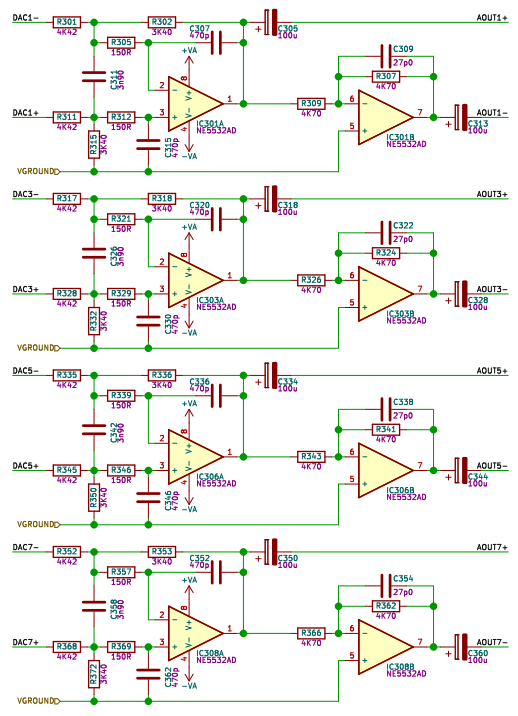 DAC1- R301 R302 C307 C305 AOUT1+
4K42 3K40 470p 100u
R305 +VA C309
150R 27p0
C311 3n90 8 V+ R307
4K70
2 1 R309 6 7
4K70
DAC1+ R311 R312 3 IC301A IC301B AOUT1-
4K42 150R V- 4 NE5532AD 5 NE5532AD C313
R315 3K40 C315 470p -VA 100u
VGROUND
DAC3- R317 R318 C320 C318 AOUT3+
4K42 3K40 470p 100u
R321 +VA C322
150R 27p0
C326 3n90 8 V+ R324
4K70
2 1 R326 6 7
4K70
DAC3+ R328 R329 3 IC303A IC303B AOUT3-
4K42 150R V- 4 NE5532AD 5 NE5532AD C328
R332 3K40 C330 470p -VA 100u
VGROUND
DAC5- R335 R336 C336 C334 AOUT5+
4K42 3K40 470p 100u
R339 +VA C338
150R 27p0
C342 3n90 8 V+ R341
4K70
2 1 R343 6 7
4K70
DAC5+ R345 R346 3 IC306A IC306B AOUT5-
4K42 150R V- 4 NE5532AD 5 NE5532AD C344
R350 3K40 C346 470p -VA 100u
VGROUND
DAC7- R352 R353 C352 C350 AOUT7+
4K42 3K40 470p 100u
R357 +VA C354
150R 27p0
C358 3n90 8 V+ R362
4K70
2 1 R366 6 7
4K70
DAC7+ R368 R369 3 IC308A IC308B AOUT7-
4K42 150R V- 4 NE5532AD 5 NE5532AD C360
R372 3K40 C362 470p -VA 100u
VGROUND